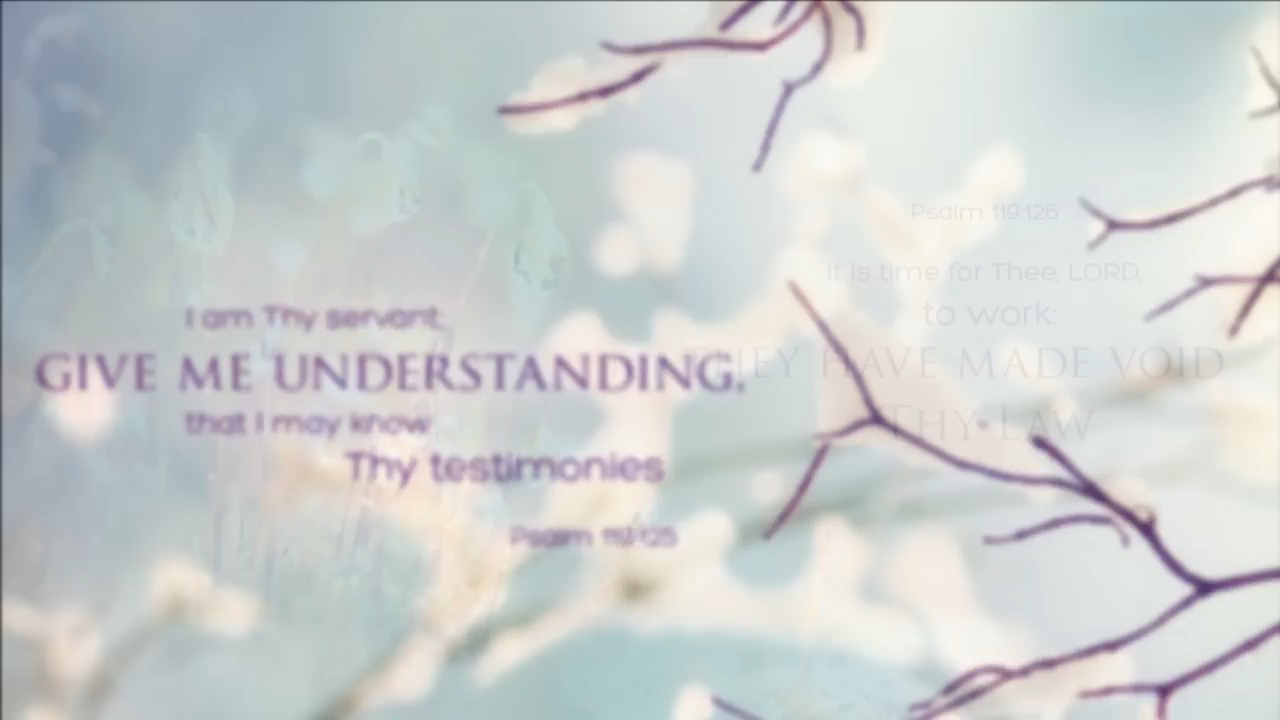 I am Thy servant,
GIVE ME UNDERSTANDING,
that I may know
Thy testimonies
Psalm 119:125
Psalm 119:126
It is time for Thee, LORD,
to work:
THEY HAVE MADE VOID
THY LAW